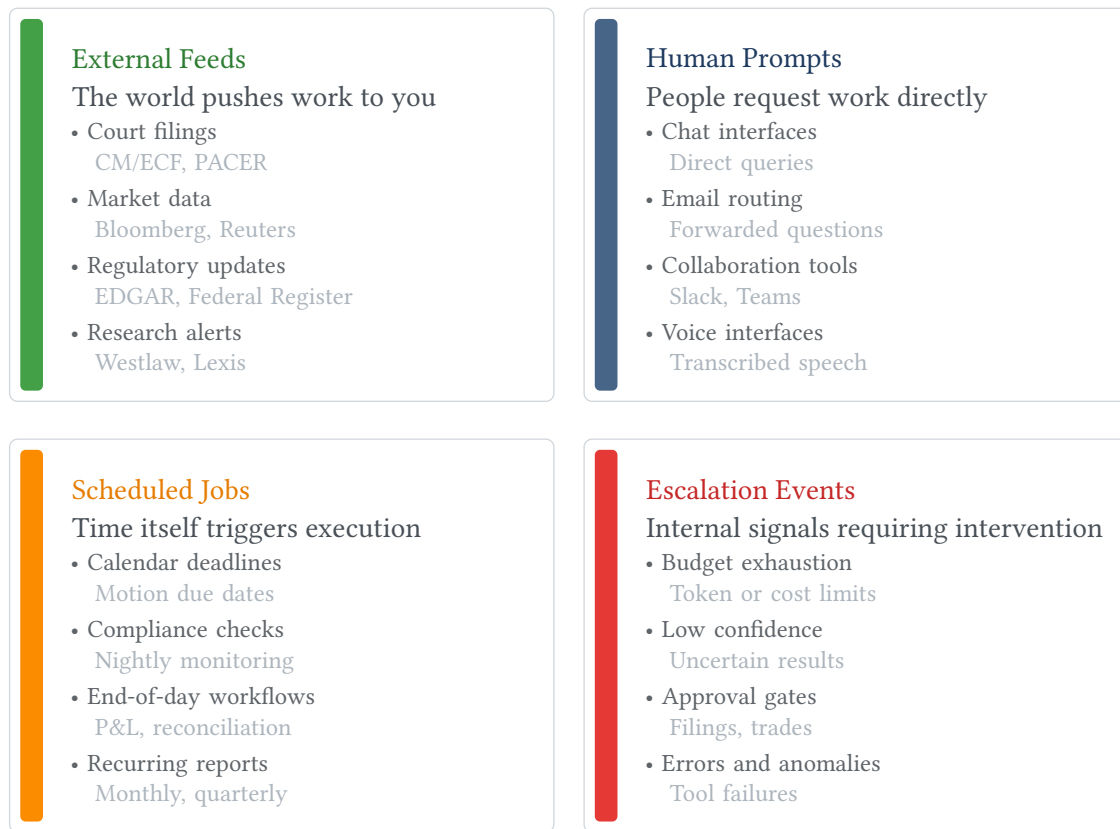 External Feeds
The world pushes work to you
• Court filings
CM/ECF, PACER
• Market data
Bloomberg, Reuters
• Regulatory updates
EDGAR, Federal Register
• Research alerts
Westlaw, Lexis
Human Prompts
People request work directly
• Chat interfaces
Direct queries
• Email routing
Forwarded questions
• Collaboration tools
Slack, Teams
• Voice interfaces
Transcribed speech
Scheduled Jobs
Time itself triggers execution
• Calendar deadlines
Motion due dates
• Compliance checks
Nightly monitoring
• End-of-day workflows
P&L, reconciliation
• Recurring reports
Monthly, quarterly
Escalation Events
Internal signals requiring intervention
• Budget exhaustion
Token or cost limits
• Low confidence
Uncertain results
• Approval gates
Filings, trades
• Errors and anomalies
Tool failures